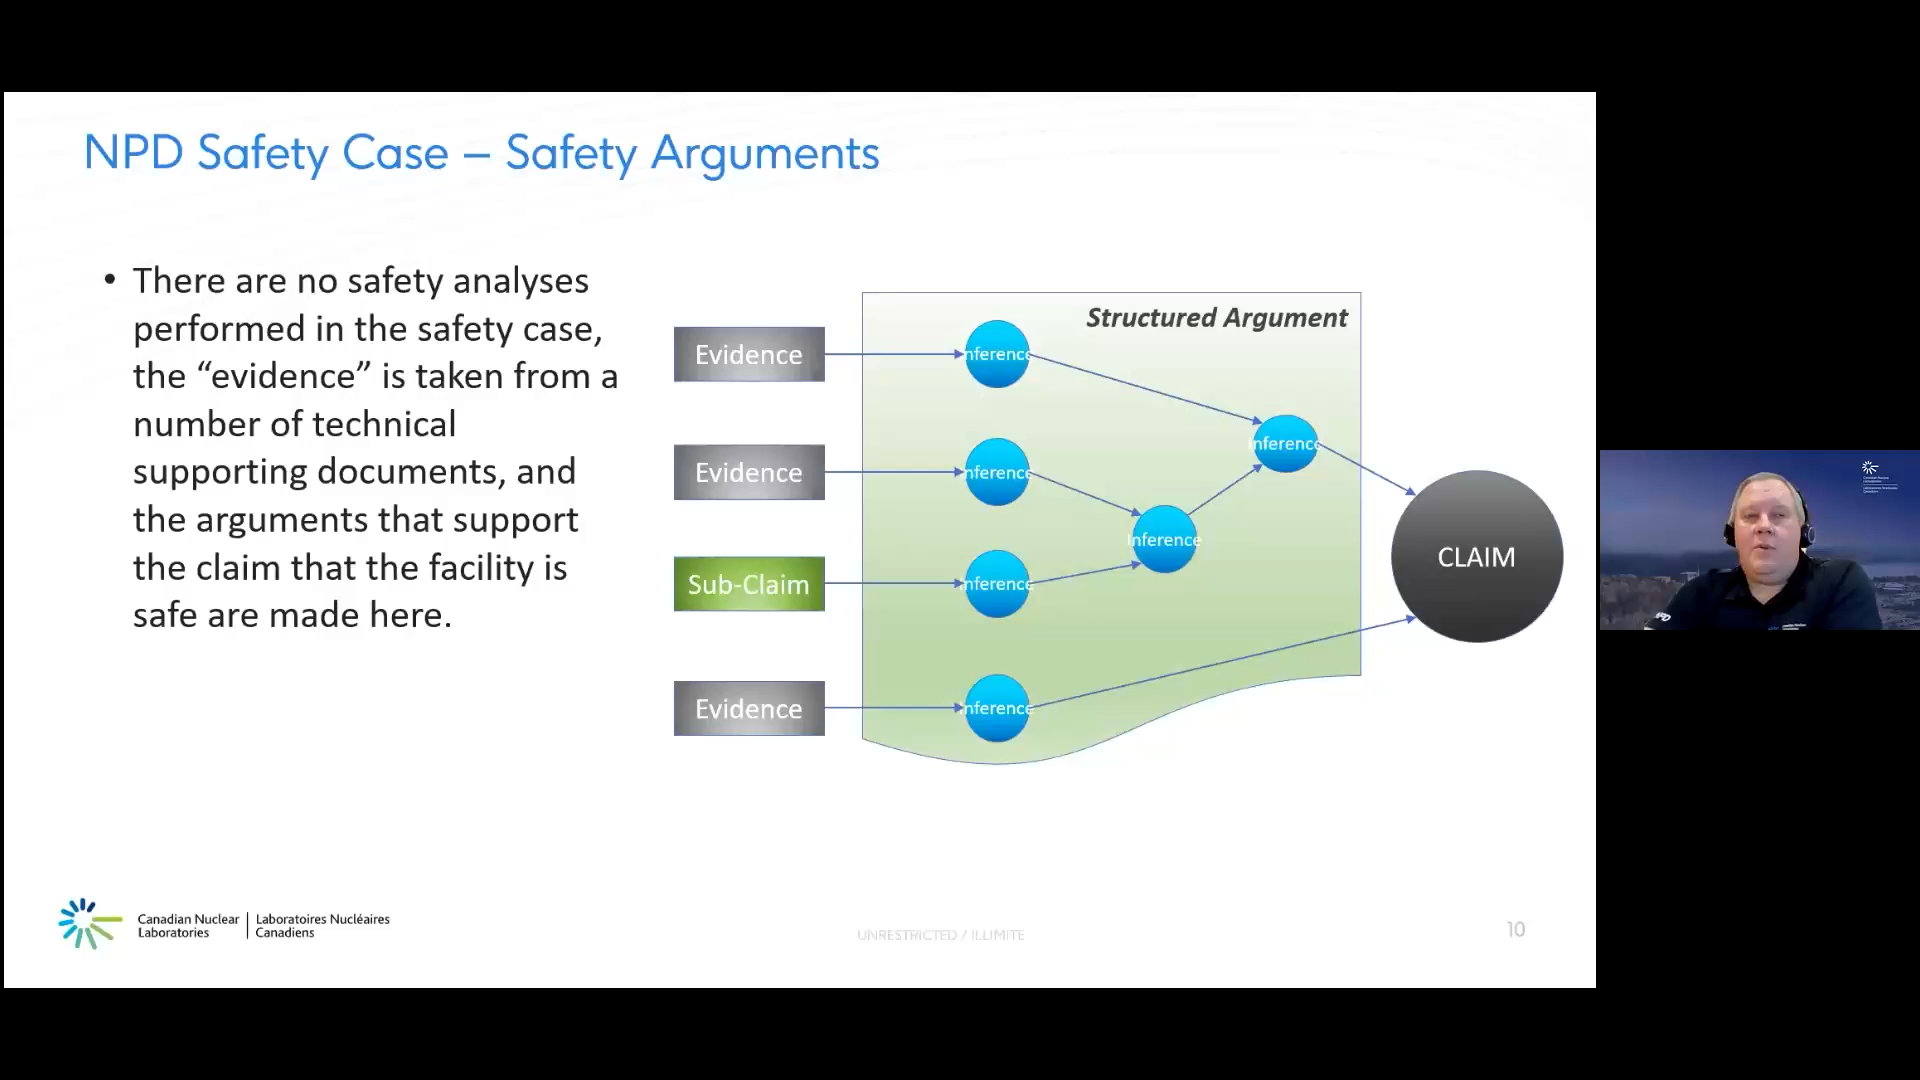 NPD Safety Case – Safety Arguments
• There are no safety analyses
performed in the safety case,
the “evidence” is taken from a
number of technical
supporting documents, and
the arguments that support
the claim that the facility is
safe are made here.
Structured Argument
Evidence
Inference
Inference
Evidence
Inference
Inference
CLAIM
Sub-Claim
Inference
Evidence
Inference
Canadian Nuclear
Laboratories
Laboratoires Nucléaires
Canadiens
UNRESTRICTED / ILLIMITÉ
10
NPD